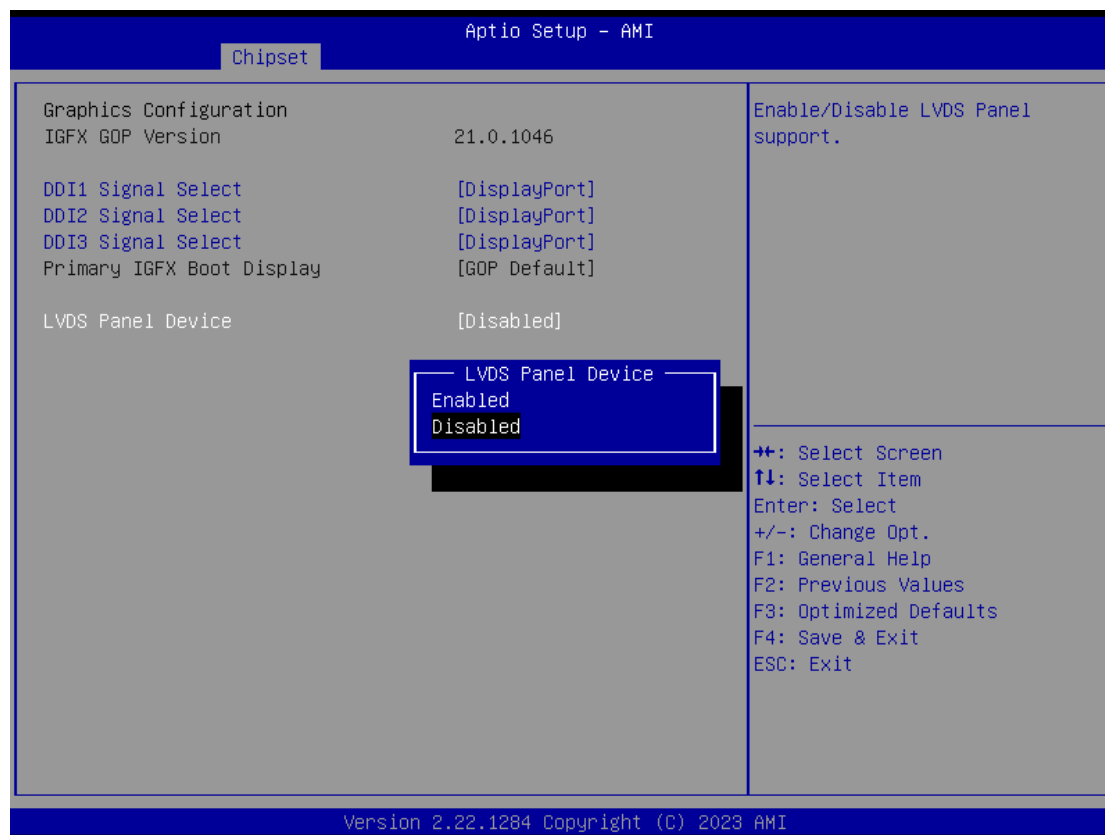 Aptio Setup – AMI
Chipset
Graphics Configuration
IGFX GOP Version 21.0.1046
DDI1 Signal Select [DisplayPort]
DDI2 Signal Select [DisplayPort]
DDI3 Signal Select [DisplayPort]
Primary IGFX Boot Display [GOP Default]
LVDS Panel Device [Disabled]
LVDS Panel Device
Enabled
Disabled
Enable/Disable LVDS Panel
support.
→←: Select Screen
↑↓: Select Item
Enter: Select
+/-: Change Opt.
F1: General Help
F2: Previous Values
F3: Optimized Defaults
F4: Save & Exit
ESC: Exit
Version 2.22.1284 Copyright (C) 2023 AMI